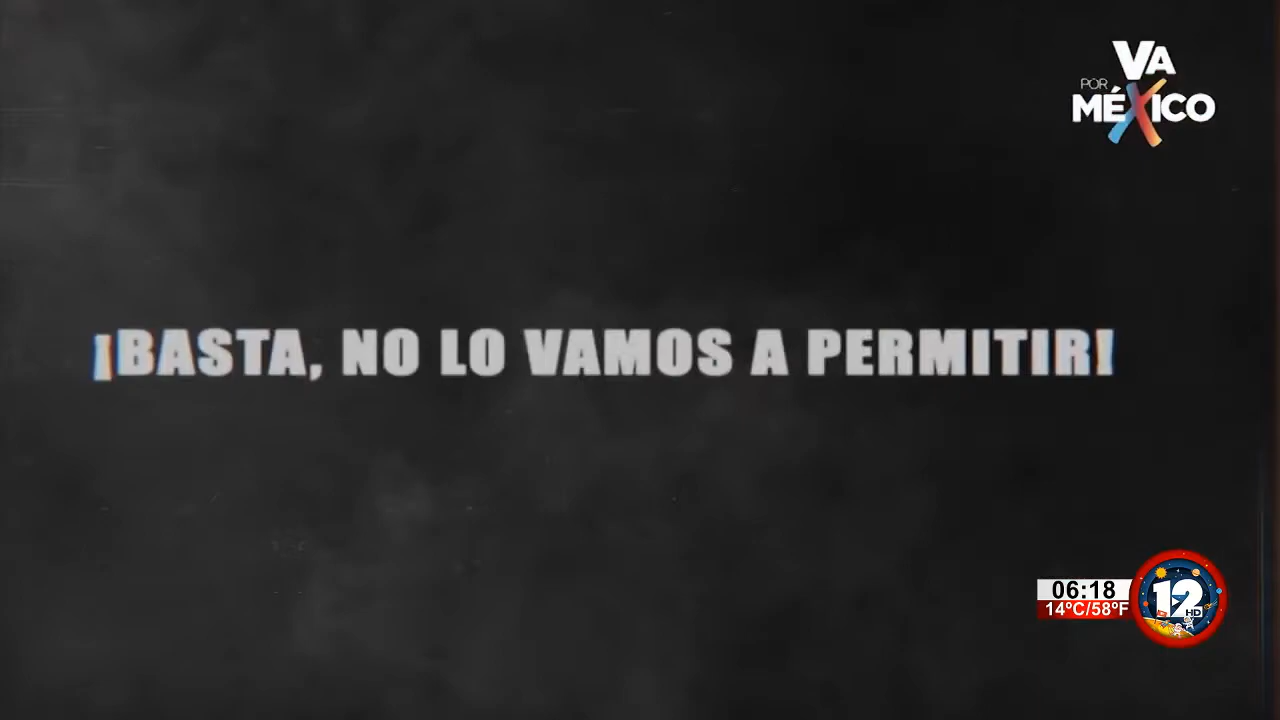 VA
POR
MÉXICO
¡BASTA, NO LO VAMOS A PERMITIR!
06:18
14ºC/58ºF
12
HD